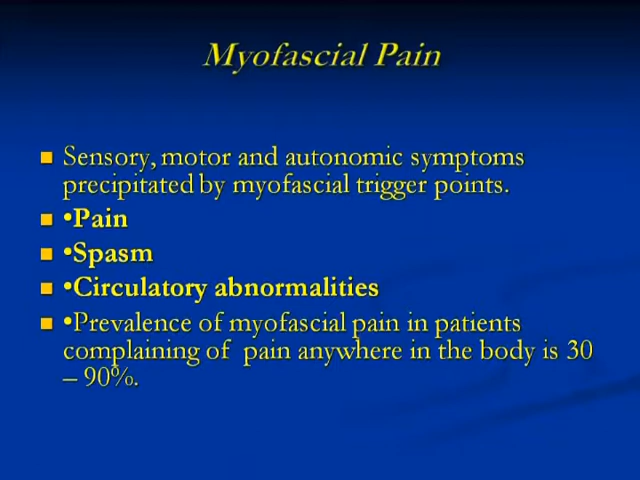 Myofascial Pain
Sensory, motor and autonomic symptoms
precipitated by myofascial trigger points.
•Pain
•Spasm
•Circulatory abnormalities
•Prevalence of myofascial pain in patients
complaining of pain anywhere in the body is 30
– 90%.